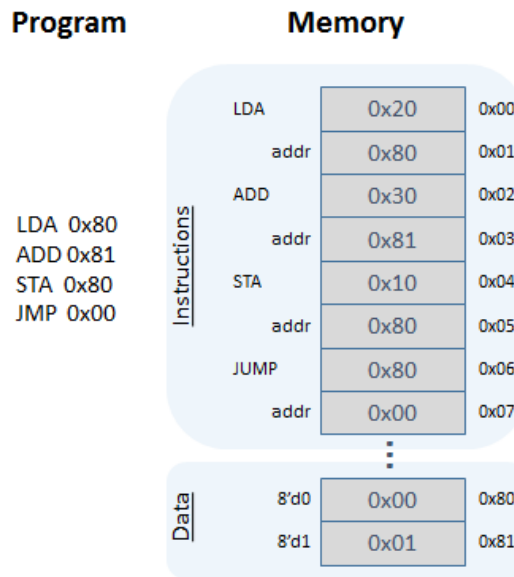 Program
Memory
LDA 0x80
ADD 0x81
STA 0x80
JMP 0x00
Instructions
LDA 0x20 0x00
addr 0x80 0x01
ADD 0x30 0x02
addr 0x81 0x03
STA 0x10 0x04
addr 0x80 0x05
JUMP 0x80 0x06
addr 0x00 0x07
Data
8'd0 0x00 0x80
8'd1 0x01 0x81